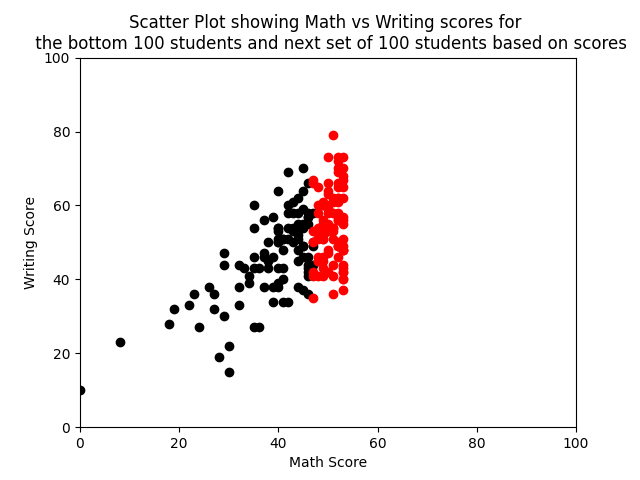 Scatter Plot showing Math vs Writing scores for
the bottom 100 students and next set of 100 students based on scores
100
80
60
40
20
0
Writing Score
0 20 40 60 80 100
Math Score